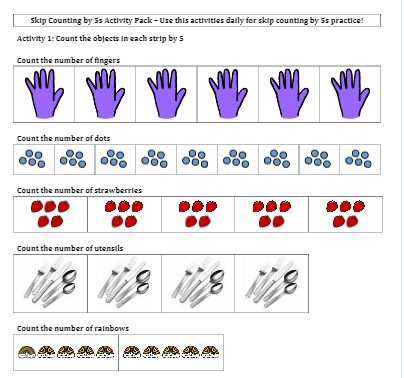 Skip Counting by 5s Activity Pack – Use this activities daily for skip counting by 5s practice!
Activity 1: Count the objects in each strip by 5
Count the number of fingers
Count the number of dots
Count the number of strawberries
Count the number of utensils
Count the number of rainbows